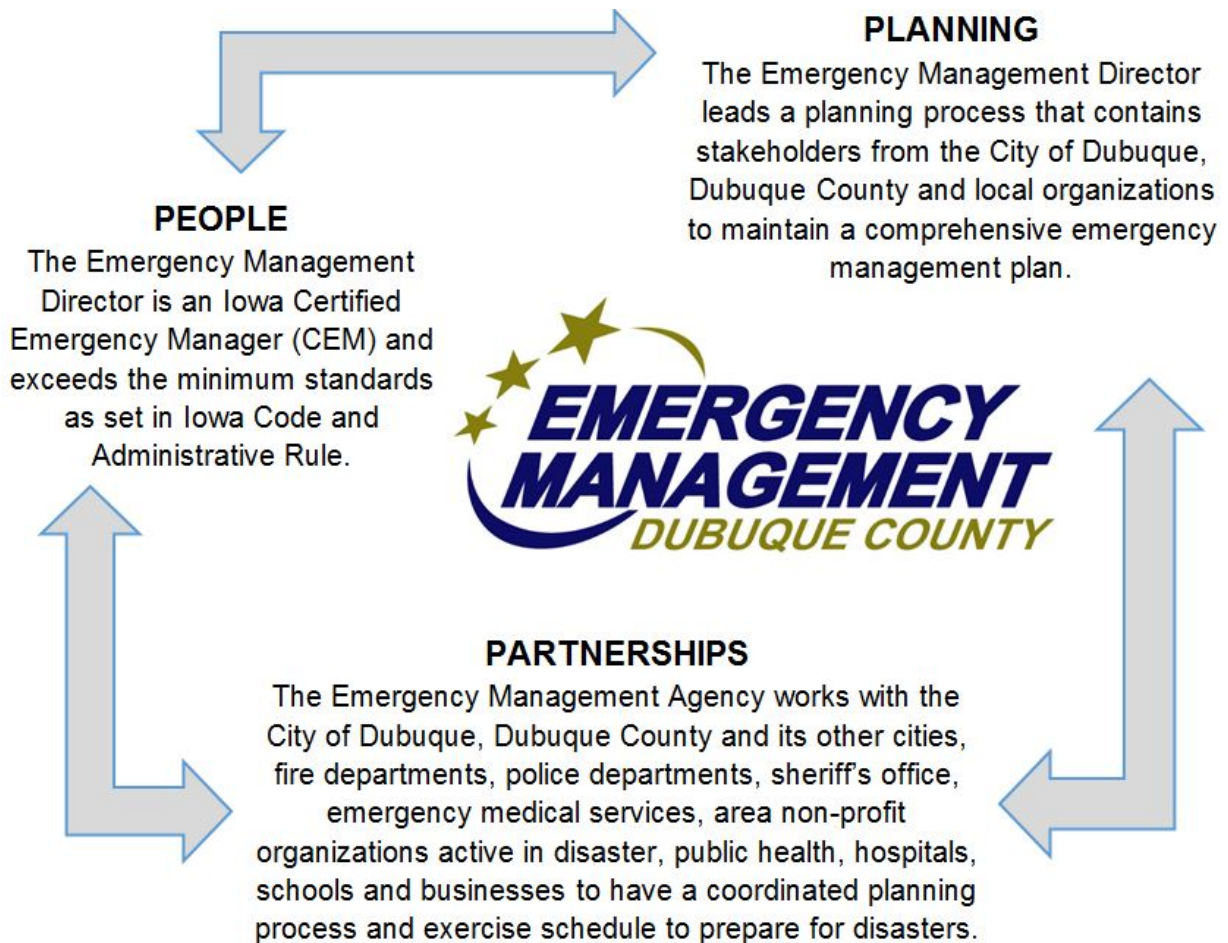 PLANNING
The Emergency Management Director
leads a planning process that contains
stakeholders from the City of Dubuque,
Dubuque County and local organizations
to maintain a comprehensive emergency
management plan.
PEOPLE
The Emergency Management
Director is an Iowa Certified
Emergency Manager (CEM) and
exceeds the minimum standards
as set in Iowa Code and
Administrative Rule.
EMERGENCY
MANAGEMENT
DUBUQUE COUNTY
PARTNERSHIPS
The Emergency Management Agency works with the
City of Dubuque, Dubuque County and its other cities,
fire departments, police departments, sheriff's office,
emergency medical services, area non-profit
organizations active in disaster, public health, hospitals,
schools and businesses to have a coordinated planning
process and exercise schedule to prepare for disasters.